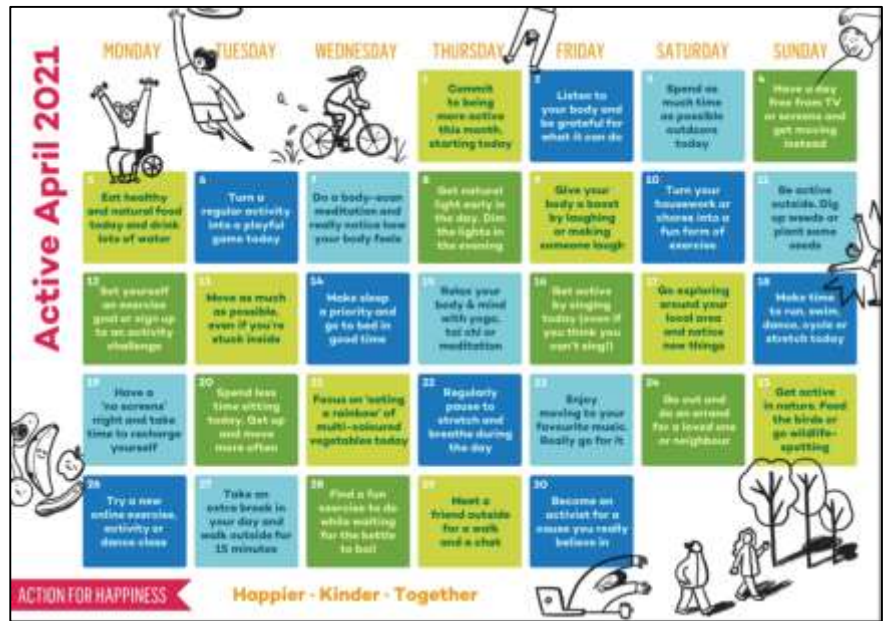 Active April 2021
MONDAY TUESDAY WEDNESDAY THURSDAY FRIDAY SATURDAY SUNDAY
1
Commit
to being
more active
this month,
starting today
2
Listen to
your body and
be grateful for
what it can do
3
Spend as
much time
as possible
outdoors
today
4
Have a day
free from TV
or screens and
get moving
instead
5
Eat healthy
and natural food
today and drink
lots of water
6
Turn a
regular activity
into a playful
game today
7
Do a body-scan
meditation and
really notice how
your body feels
8
Get natural
light early in
the day. Dim
the lights in
the evening
9
Give your
body a boost
by laughing
or making
someone laugh
10
Turn your
housework or
chores into a
fun form of
exercise
11
Be active
outside. Dig
up weeds or
plant some
seeds
12
Set yourself
an exercise
goal or sign up
to an activity
challenge
13
Move as much
as possible,
even if you're
stuck inside
14
Make sleep
a priority and
go to bed in
good time
15
Relax your
body & mind
with yoga,
tai chi or
meditation
16
Get active
by singing
today (even if
you think you
can't sing!)
17
Go exploring
around your
local area
and notice
new things
18
Make time
to run, swim,
dance, cycle or
stretch today
19
Have a
'no screens'
night and take
time to recharge
yourself
20
Spend less
time sitting
today. Get up
and move
more often
21
Focus on 'eating
a rainbow' of
multi-coloured
vegetables today
22
Regularly
pause to
stretch and
breathe during
the day
23
Enjoy
moving to your
favourite music.
Really go for it
24
Go out and
do an errand
for a loved one
or neighbour
25
Get active
in nature. Feed
the birds or
go wildlife-
spotting
26
Try a new
online exercise,
activity or
dance class
27
Take an
extra break in
your day and
walk outside for
15 minutes
28
Find a fun
exercise to do
while waiting
for the kettle
to boil
29
Meet a
friend outside
for a walk
and a chat
30
Become an
activist for a
cause you really
believe in
ACTION FOR HAPPINESS
Happier · Kinder · Together